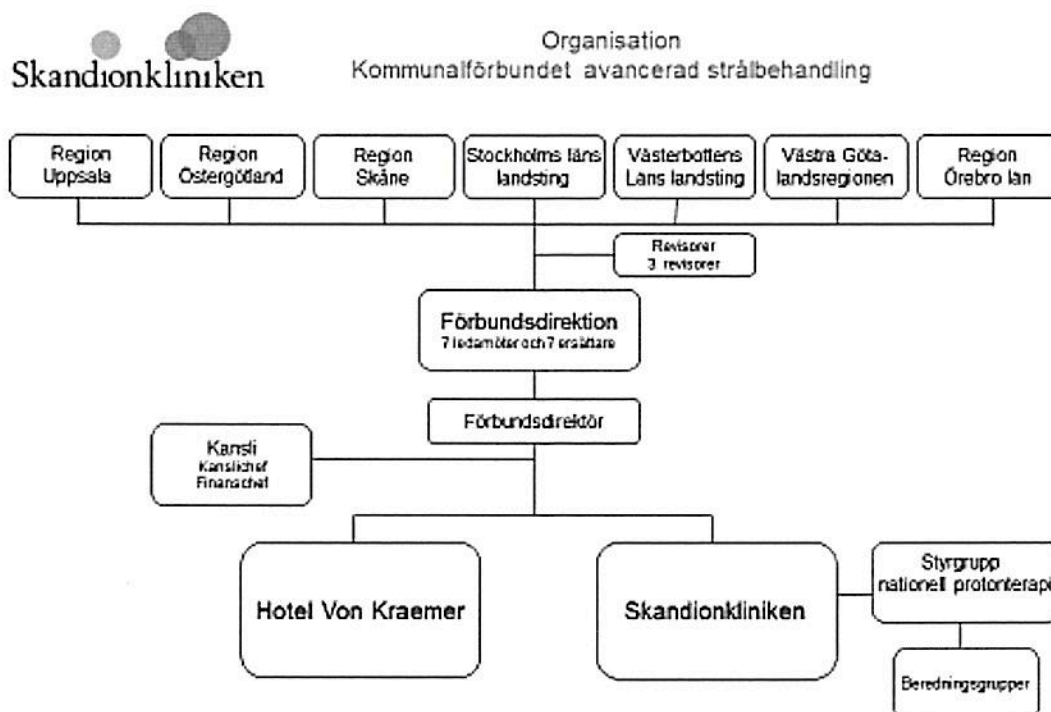 Skandionkliniken
Organisation
Kommunalförbundet avancerad strålbehandling
Region
Uppsala
Region
Östergötland
Region
Skåne
Stockholms läns
landsting
Västerbottens
Läns landsting
Västra Göta-
landsregionen
Region
Örebro län
Revisorer
3 revisorer
Förbundsdirektion
7 ledamöter och 7 ersättare
Förbundsdirektör
Kansli
Kanslichef
Finanschef
Hotel Von Kraemer
Skandionkliniken
Styrgrupp
nationell protonterapi
Beredningsgrupper